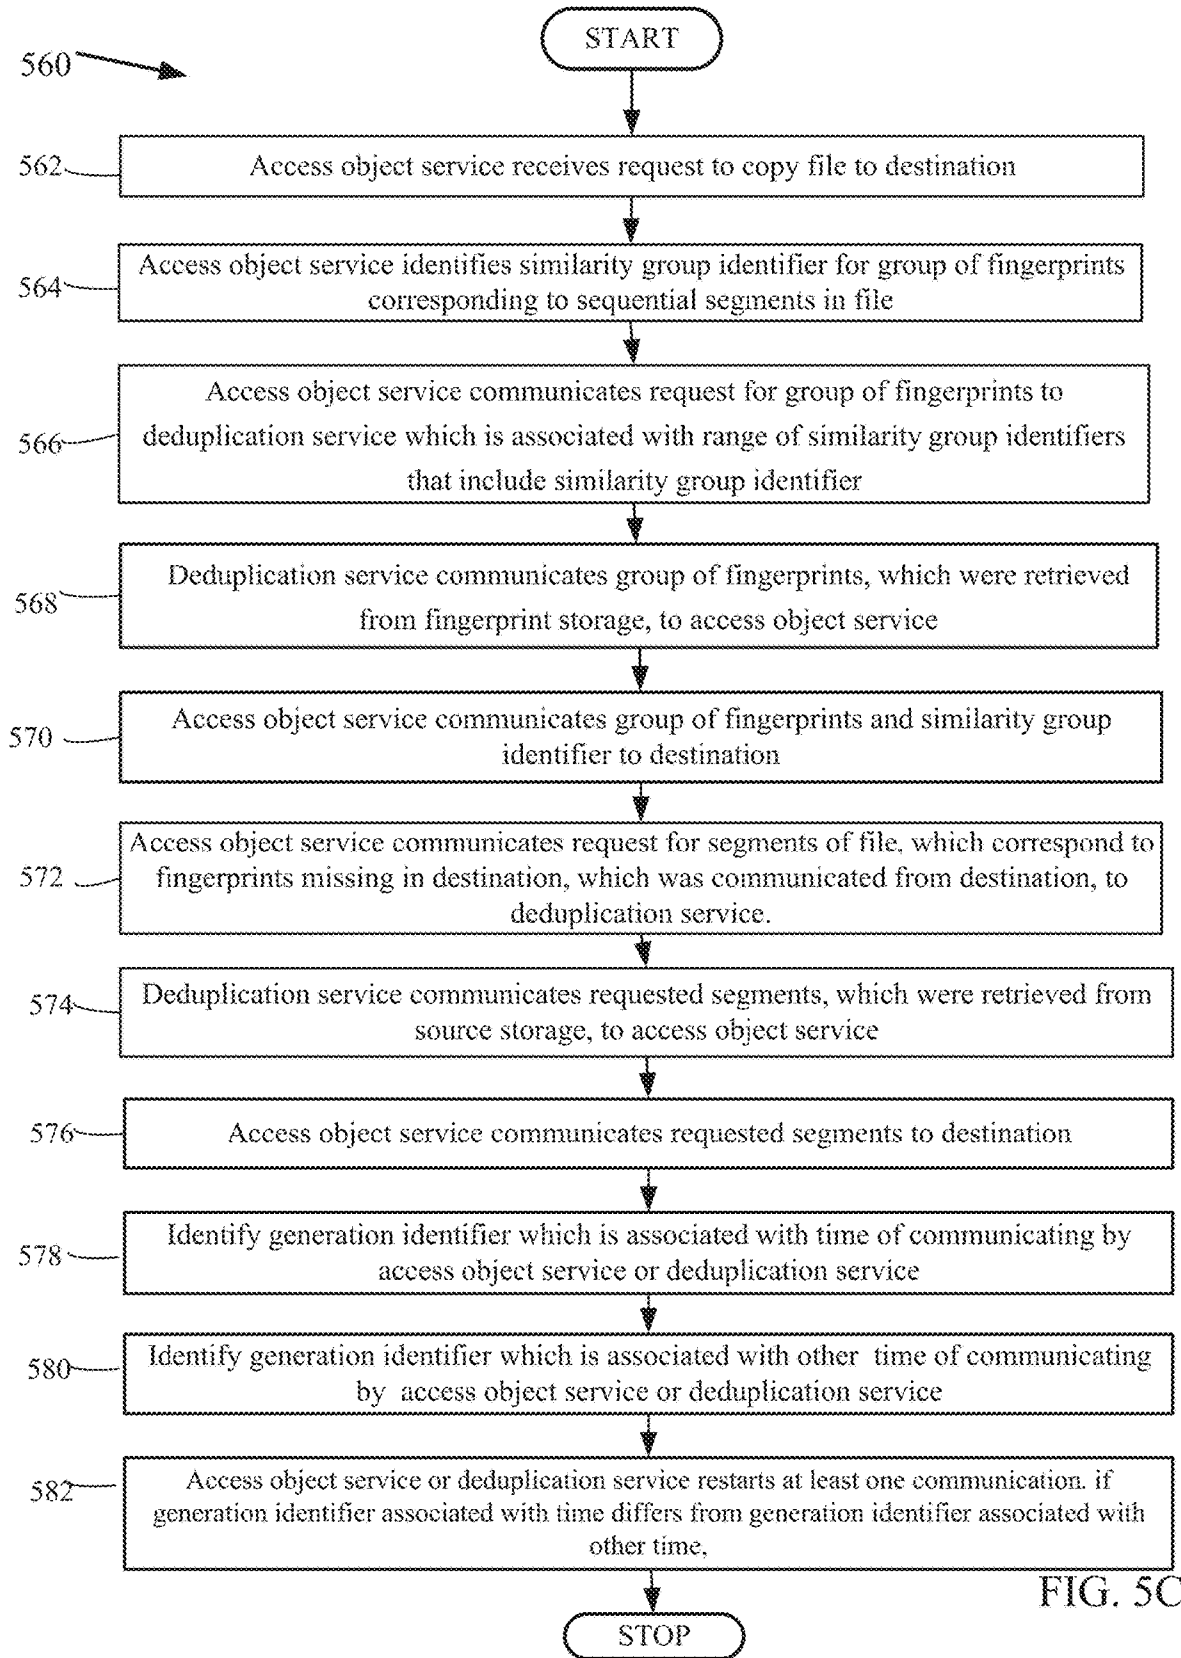 START
560
562
Access object service receives request to copy file to destination
564
Access object service identifies similarity group identifier for group of fingerprints
corresponding to sequential segments in file
566
Access object service communicates request for group of fingerprints to
deduplication service which is associated with range of similarity group identifiers
that include similarity group identifier
568
Deduplication service communicates group of fingerprints, which were retrieved
from fingerprint storage, to access object service
570
Access object service communicates group of fingerprints and similarity group
identifier to destination
572
Access object service communicates request for segments of file, which correspond to
fingerprints missing in destination, which was communicated from destination, to
deduplication service.
574
Deduplication service communicates requested segments, which were retrieved from
source storage, to access object service
576
Access object service communicates requested segments to destination
578
Identify generation identifier which is associated with time of communicating by
access object service or deduplication service
580
Identify generation identifier which is associated with other time of communicating
by access object service or deduplication service
582
Access object service or deduplication service restarts at least one communication. if
generation identifier associated with time differs from generation identifier associated with
other time,
FIG. 5C
STOP